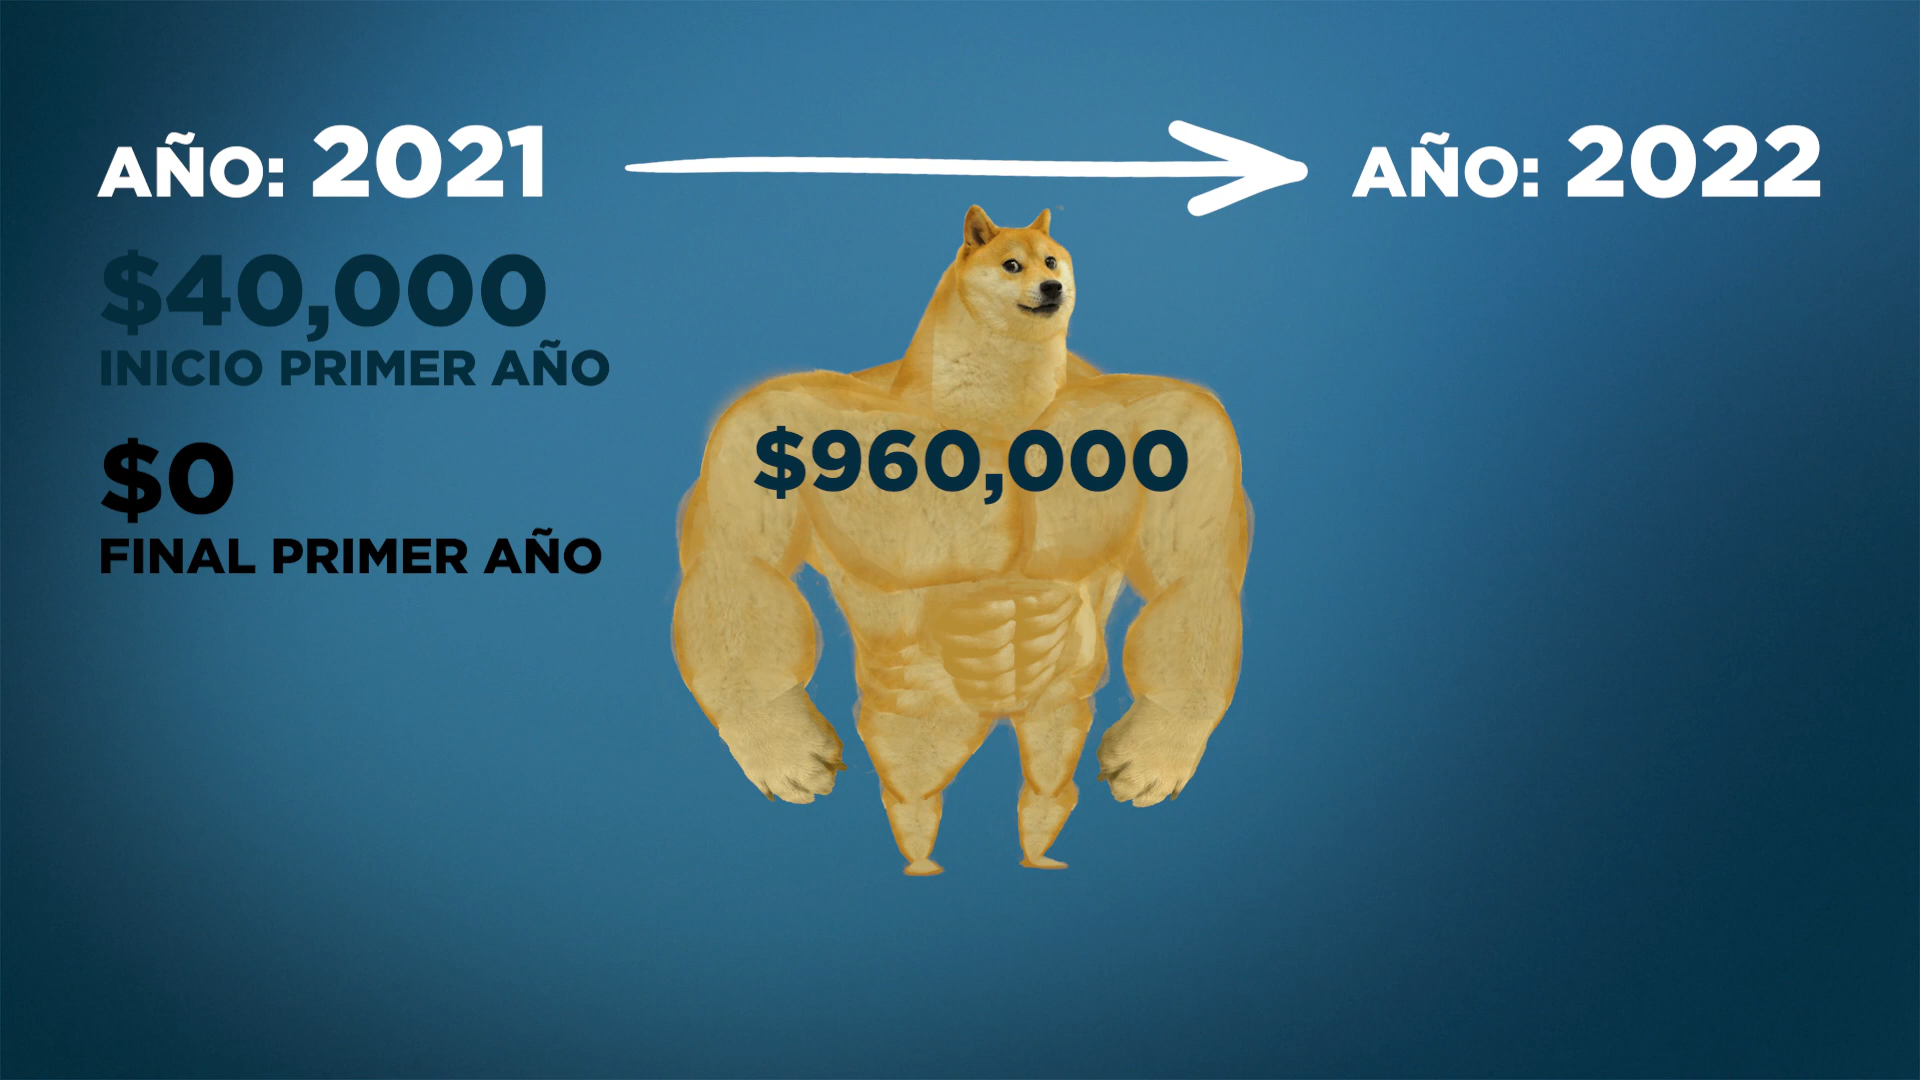 AÑO: 2021
AÑO: 2022
$40,000
INICIO PRIMER AÑO
$0
FINAL PRIMER AÑO
$960,000